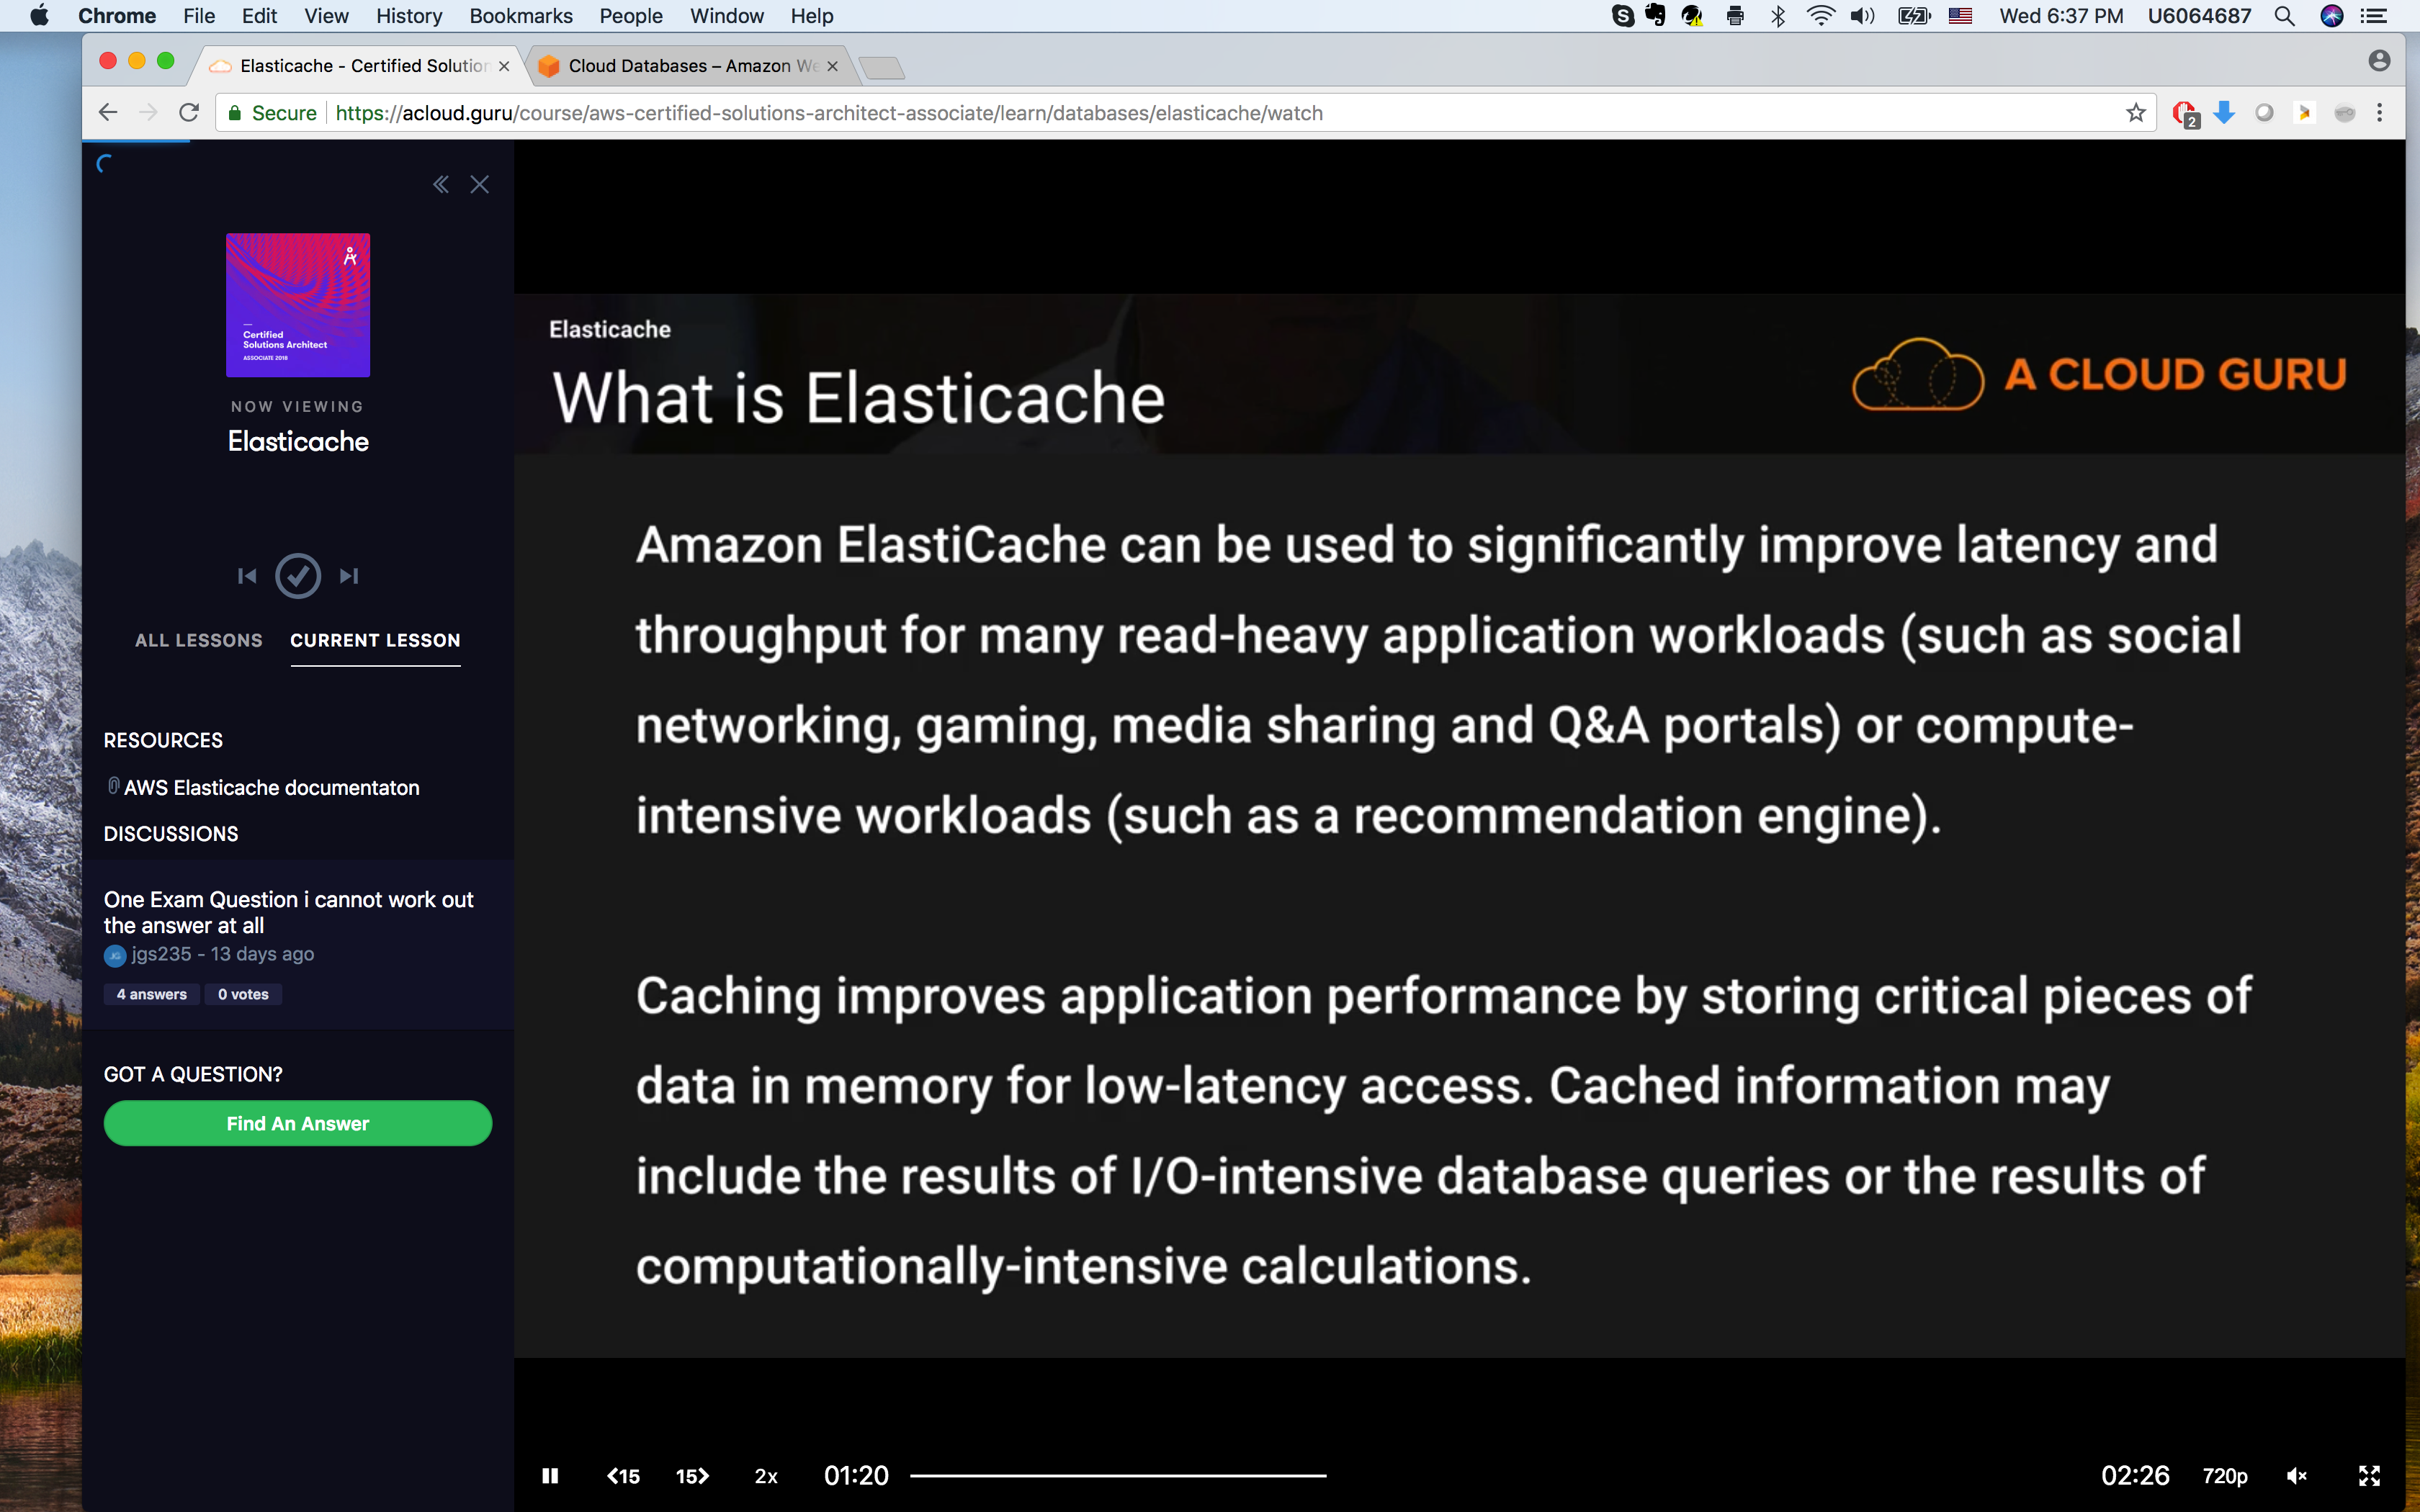 Chrome File Edit View History Bookmarks People Window Help
Wed 6:37 PM U6064687
Elasticache - Certified Solution
Cloud Databases – Amazon We
Secure https://acloud.guru/course/aws-certified-solutions-architect-associate/learn/databases/elasticache/watch
2
Certified
Solutions Architect
ASSOCIATE 2018
NOW VIEWING
Elasticache
ALL LESSONS CURRENT LESSON
RESOURCES
AWS Elasticache documentaton
DISCUSSIONS
One Exam Question i cannot work out
the answer at all
JG jgs235 - 13 days ago
4 answers 0 votes
GOT A QUESTION?
Find An Answer
Elasticache
What is Elasticache
A CLOUD GURU
Amazon ElastiCache can be used to significantly improve latency and
throughput for many read-heavy application workloads (such as social
networking, gaming, media sharing and Q&A portals) or compute-
intensive workloads (such as a recommendation engine).
Caching improves application performance by storing critical pieces of
data in memory for low-latency access. Cached information may
include the results of I/O-intensive database queries or the results of
computationally-intensive calculations.
15 15 2x 01:20 02:26 720p